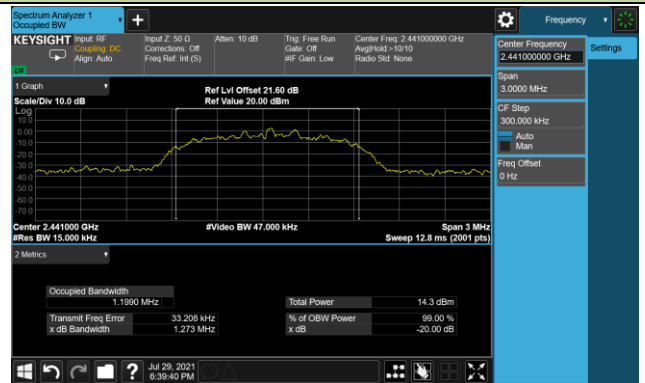 Spectrum Analyzer 1
Occupied BW
+
Frequency
KEYSIGHT
Input: RF
Coupling: DC
Align: Auto
Input Z: 50 Ω
Corrections: Off
Freq Ref: Int (S)
Atten: 10 dB
Trig: Free Run
Gate: Off
#IF Gain: Low
Center Freq: 2.441000000 GHz
Avg|Hold:>10/10
Radio Std: None
Center Frequency
2.441000000 GHz
Settings
Span
3.0000 MHz
CF Step
300.000 kHz
Auto
Man
Freq Offset
0 Hz
1 Graph
Scale/Div 10.0 dB
Ref Lvl Offset 21.60 dB
Ref Value 20.00 dBm
Log
10.0
0.00
-10.0
-20.0
-30.0
-40.0
-50.0
-60.0
-70.0
Center 2.441000 GHz
#Res BW 15.000 kHz
#Video BW 47.000 kHz
Span 3 MHz
Sweep 12.8 ms (2001 pts)
2 Metrics
Occupied Bandwidth
1.1990 MHz
Total Power 14.3 dBm
Transmit Freq Error 33.208 kHz
% of OBW Power 99.00 %
x dB Bandwidth 1.273 MHz
x dB -20.00 dB
?
Jul 29, 2021
6:39:40 PM